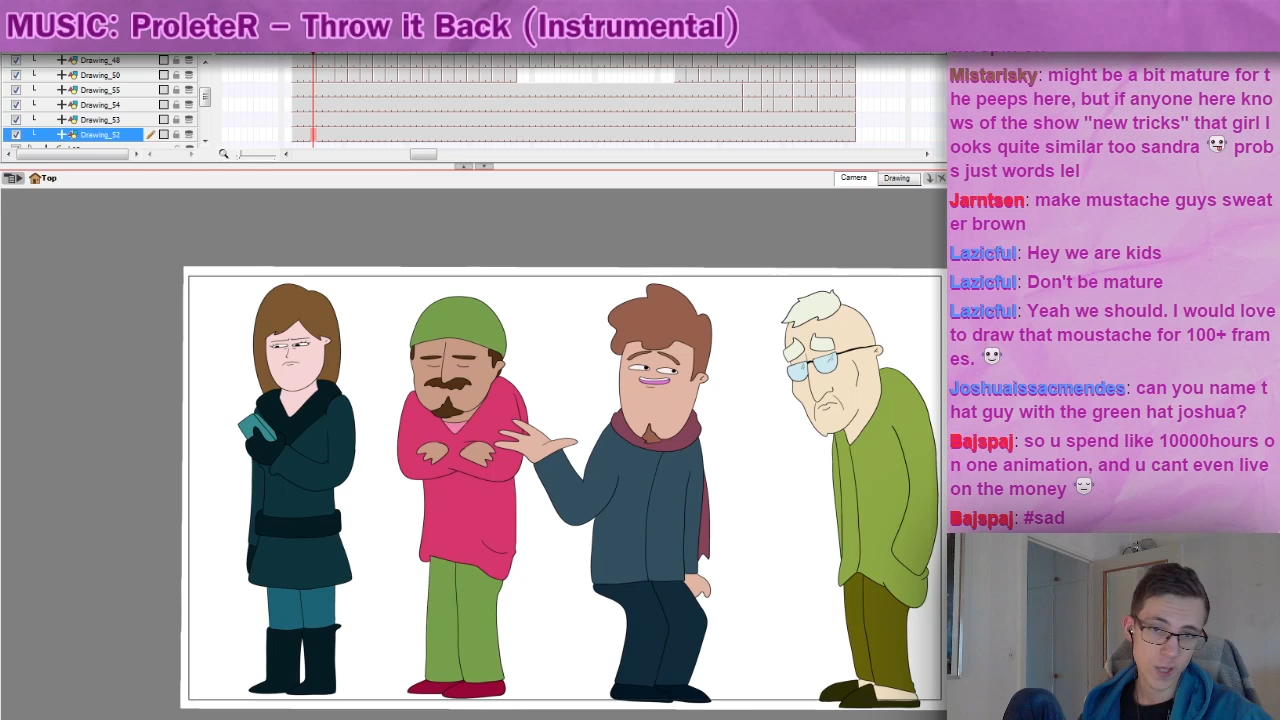 MUSIC: ProleteR – Throw it Back (Instrumental)
Drawing_48
Drawing_50
Drawing_55
Drawing_54
Drawing_53
Drawing_52
Top
Camera
Drawing
Mistarisky: might be a bit mature for t
he peeps here, but if anyone here kno
ws of the show "new tricks" that girl l
ooks quite similar too sandra prob
s just words lel
Jarntsen: make mustache guys sweat
er brown
Lazicful: Hey we are kids
Lazicful: Don't be mature
Lazicful: Yeah we should. I would love
to draw that moustache for 100+ fram
es.
Joshuaissacmendes: can you name t
hat guy with the green hat joshua?
Bajspaj: so u spend like 10000hours o
n one animation, and u cant even live
on the money
Bajspaj: #sad